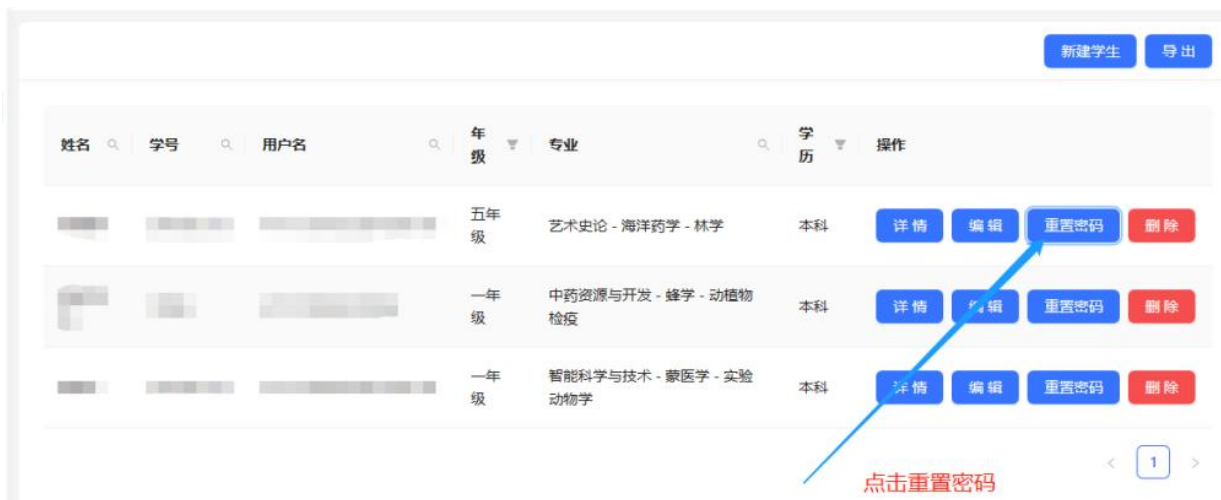 新建学生 导出
姓名 学号 用户名 年级 专业 学历 操作
五年级 艺术史论 - 海洋药学 - 林学 本科 详情 编辑 重置密码 删除
一年级 中药资源与开发 - 蜂学 - 动植物检疫 本科 详情 编辑 重置密码 删除
一年级 智能科学与技术 - 蒙医学 - 实验动物学 本科 详情 编辑 重置密码 删除
< 1 >
点击重置密码